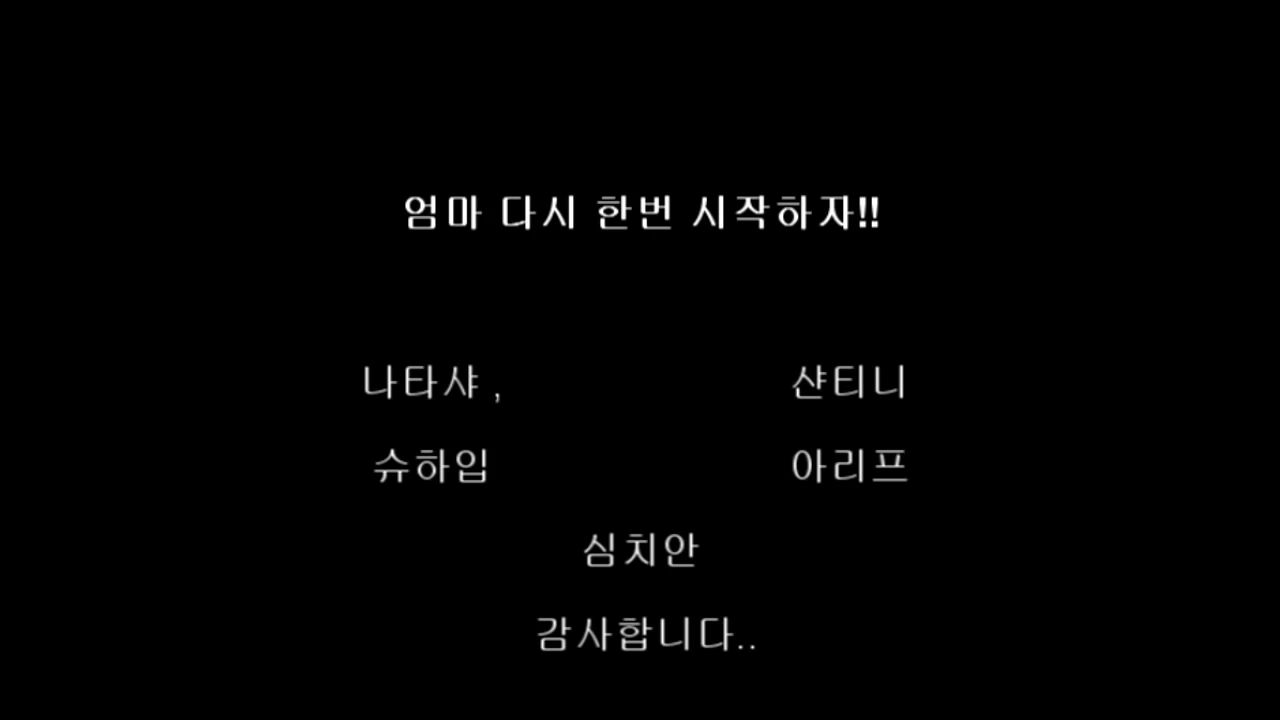 엄마 다시 한번 시작하자!!
나타샤 , 샨티니
슈하입 아리프
심치안
감사합니다..